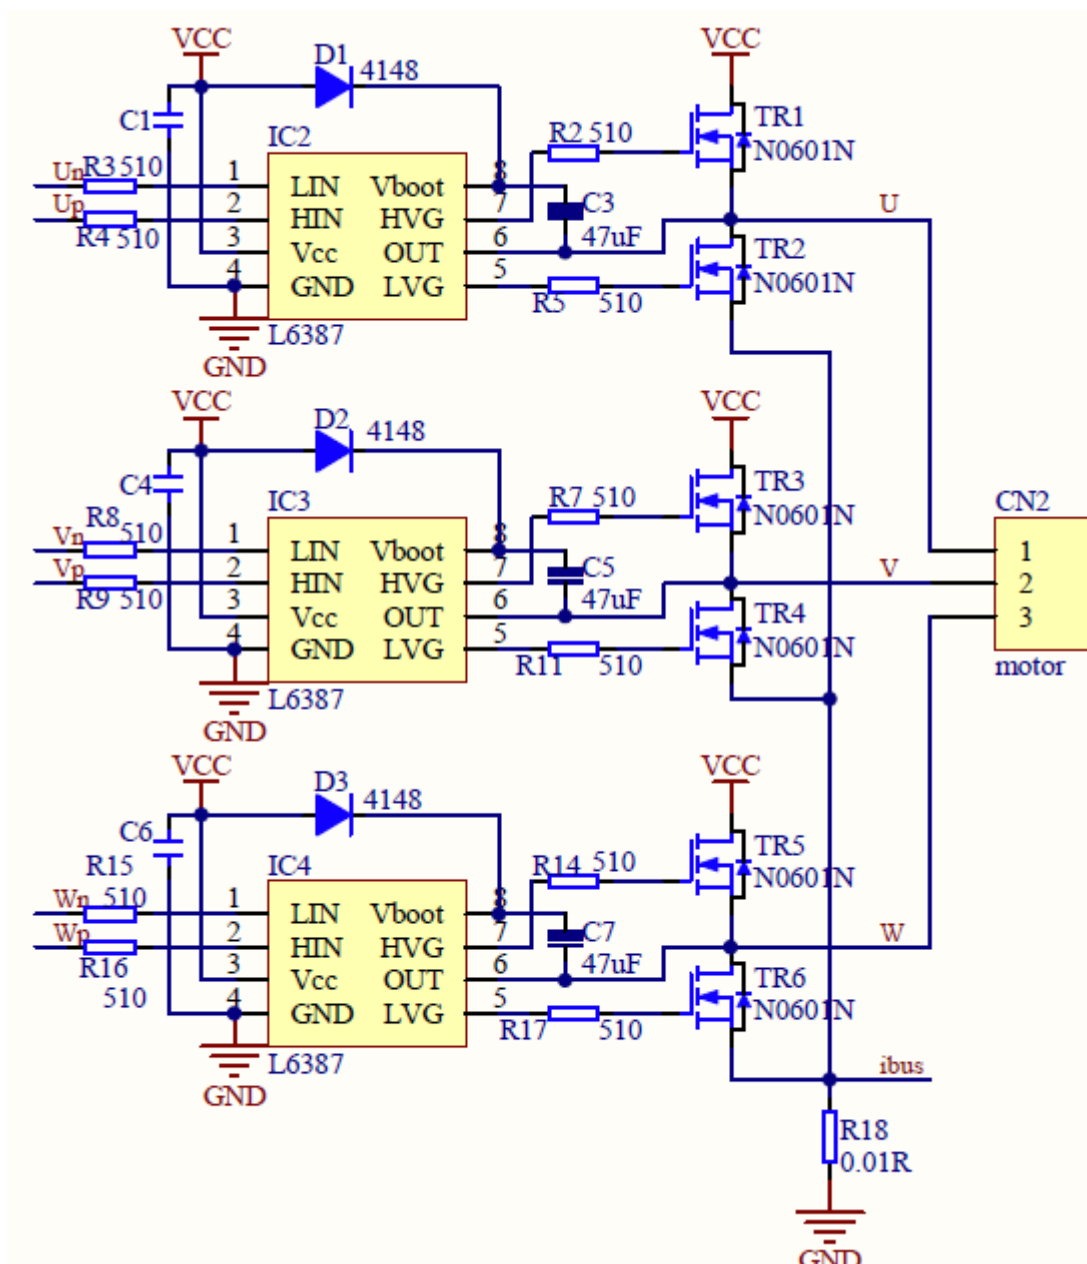 VCC
VCC
D1
4148
C1
TR1
N0601N
IC2
R2 510
Un
R3 510
1
LIN
Vboot
8
Up
2
HIN
HVG
7
C3
U
R4 510
3
Vcc
OUT
6
47uF
TR2
N0601N
4
GND
LVG
5
R5
510
L6387
GND
VCC
VCC
D2
4148
C4
TR3
N0601N
IC3
R7 510
CN2
R8
510
Vn
1
LIN
Vboot
8
1
Vp
2
HIN
HVG
7
C5
V
2
R9 510
3
Vcc
OUT
6
47uF
TR4
N0601N
3
4
GND
LVG
5
R11
510
motor
L6387
GND
VCC
VCC
D3
4148
C6
TR5
N0601N
R15
IC4
R14
510
Wn
510
1
LIN
Vboot
8
Wp
2
HIN
HVG
7
C7
W
R16
3
Vcc
OUT
6
47uF
TR6
N0601N
510
4
GND
LVG
5
R17
510
L6387
GND
ibus
R18
0.01R
GND